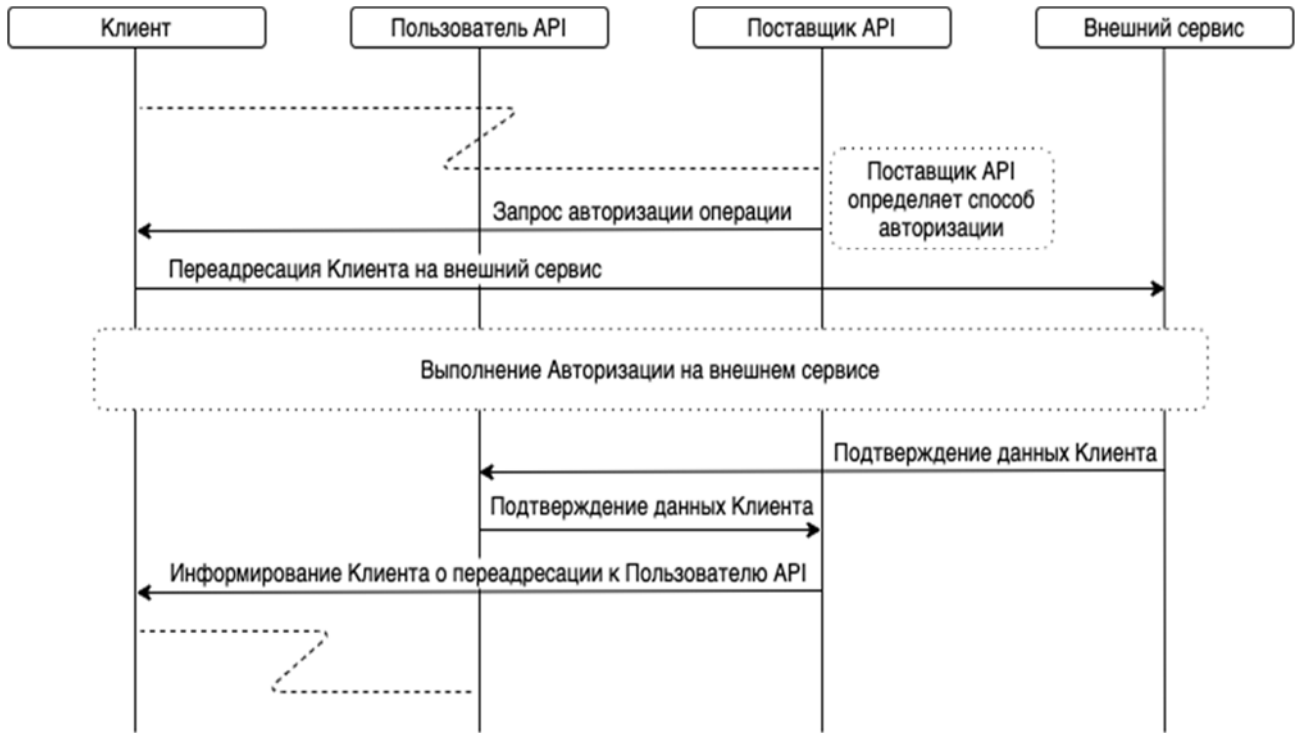 Клиент
Пользователь API
Поставщик API
Внешний сервис
Поставщик API
определяет способ
авторизации
Запрос авторизации операции
Переадресация Клиента на внешний сервис
Выполнение Авторизации на внешнем сервисе
Подтверждение данных Клиента
Подтверждение данных Клиента
Информирование Клиента о переадресации к Пользователю API